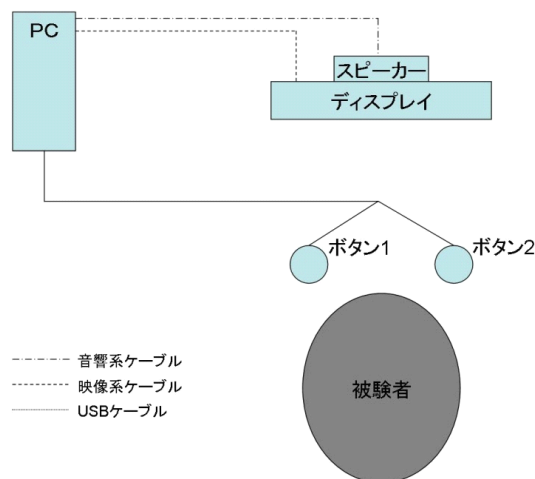 PC
スピーカー
ディスプレイ
ボタン1
ボタン2
被験者
音響系ケーブル
映像系ケーブル
USBケーブル